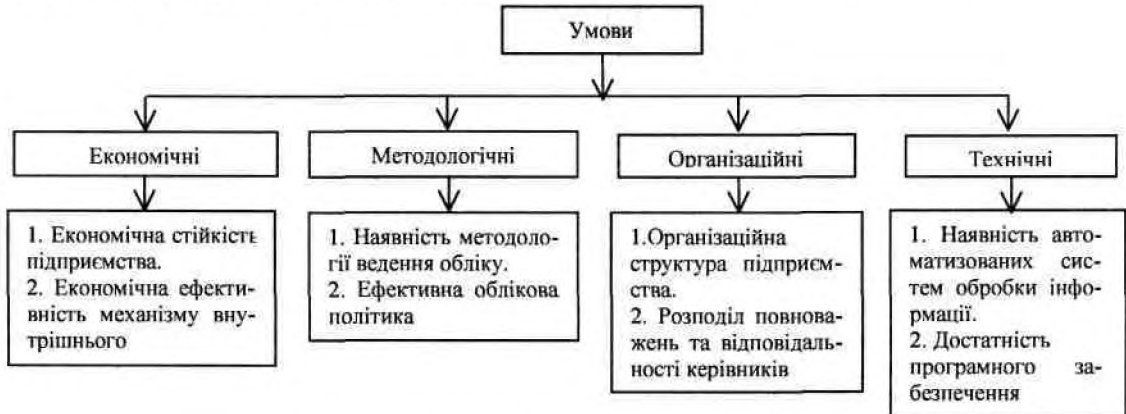 Умови
Економічні
Методологічні
Організаційні
Технічні
1. Економічна стійкість
підприємства.
2. Економічна ефекти-
вність механізму вну-
трішнього
1. Наявність методоло-
гії ведення обліку.
2. Ефективна облікова
політика
1.Організаційна
структура підприєм-
ства.
2. Розподіл повнова-
жень та відповідаль-
ності керівників
1. Наявність авто-
матизованих сис-
тем обробки інфо-
рмації.
2. Достатність
програмного за-
безпечення